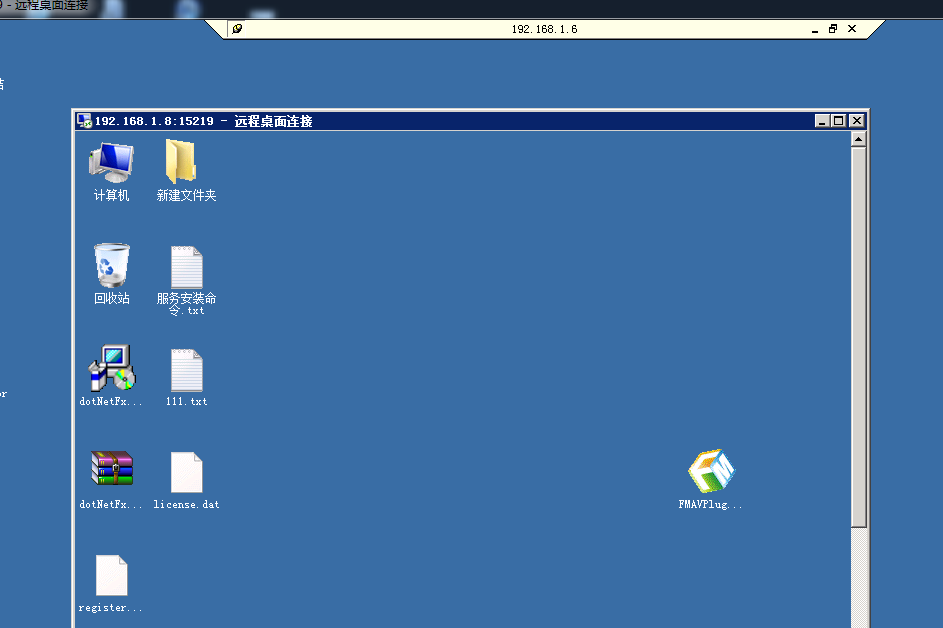 9 - 远程桌面连接
192.168.1.6
192.168.1.8:15219 - 远程桌面连接
计算机
新建文件夹
回收站
服务安装命
令.txt
dotNetFx...
111.txt
dotNetFx...
license.dat
FMAVPlug...
register...
or